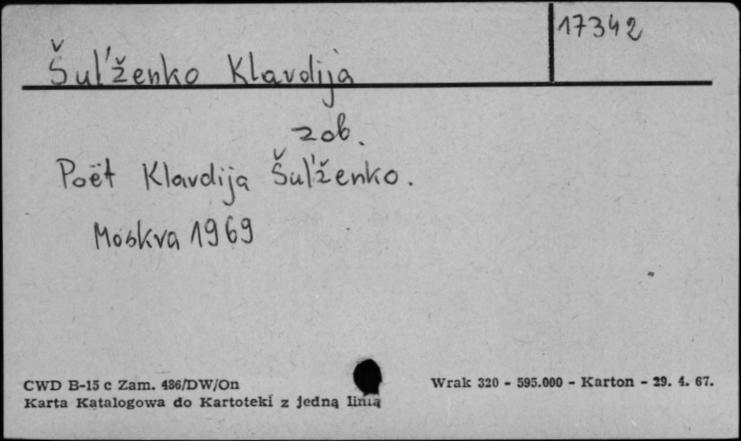 17342
Šul'ženko Klavdija
zob.
Poёt Klavdija Šul'ženko.
Moskva 1969
CWD B-15 c Zam. 486/DW/On
Wrak 320 - 595.000 - Karton - 29. 4. 67.
Karta Katalogowa do Kartoteki z jedną linią